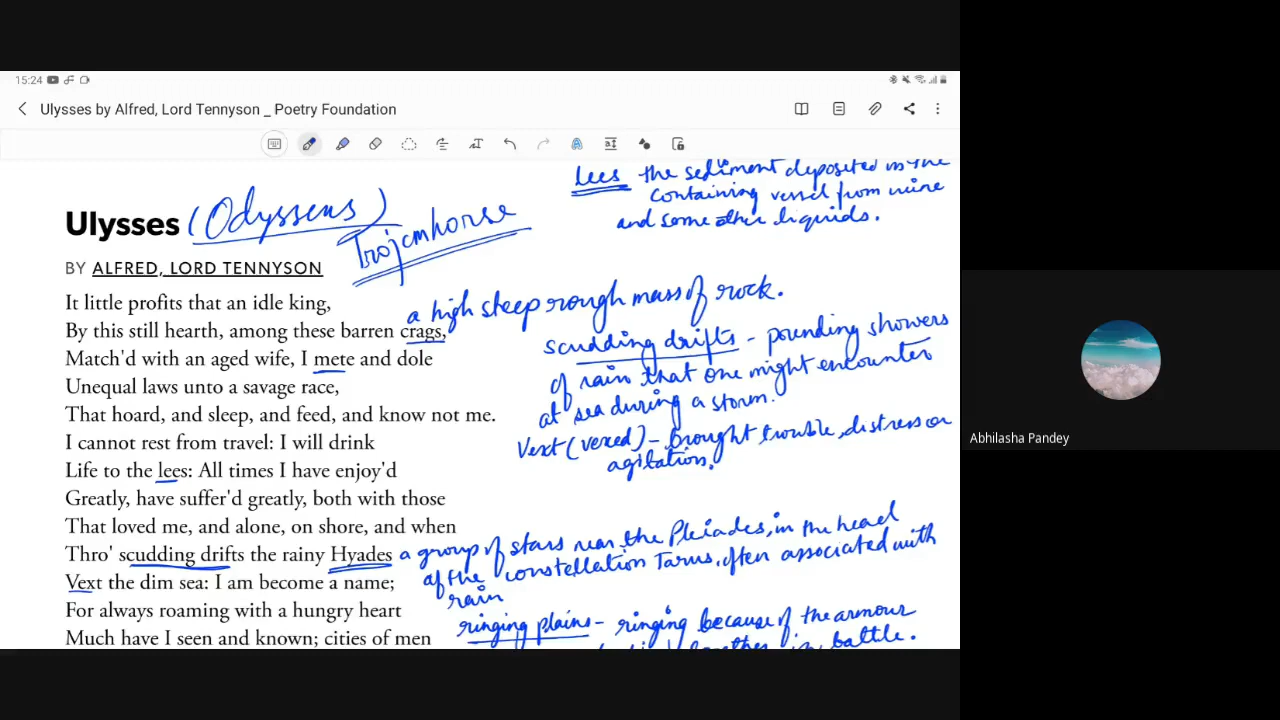 15:24
Ulysses by Alfred, Lord Tennyson _ Poetry Foundation
Lees the sediment deposited in the
containing vessel from wine
and some other liquids.
Ulysses (Odysseus)
Trojan horse
BY ALFRED, LORD TENNYSON
It little profits that an idle king,
a high steep rough mass of rock.
By this still hearth, among these barren crags,
scudding drifts - pounding showers
Match'd with an aged wife, I mete and dole
of rain that one might encounter
Unequal laws unto a savage race,
at sea during a storm.
That hoard, and sleep, and feed, and know not me.
Vext (vexed) - brought trouble, distress or
I cannot rest from travel: I will drink
agitation.
Life to the lees: All times I have enjoy'd
Greatly, have suffer'd greatly, both with those
That loved me, and alone, on shore, and when
Thro' scudding drifts the rainy Hyades a group of stars near the Pleiades, in the head
of the constellation Tarus, often associated with
rain
Vext the dim sea: I am become a name;
For always roaming with a hungry heart
ringing plains - ringing because of the armour
Much have I seen and known; cities of men
together in battle.
Abhilasha Pandey